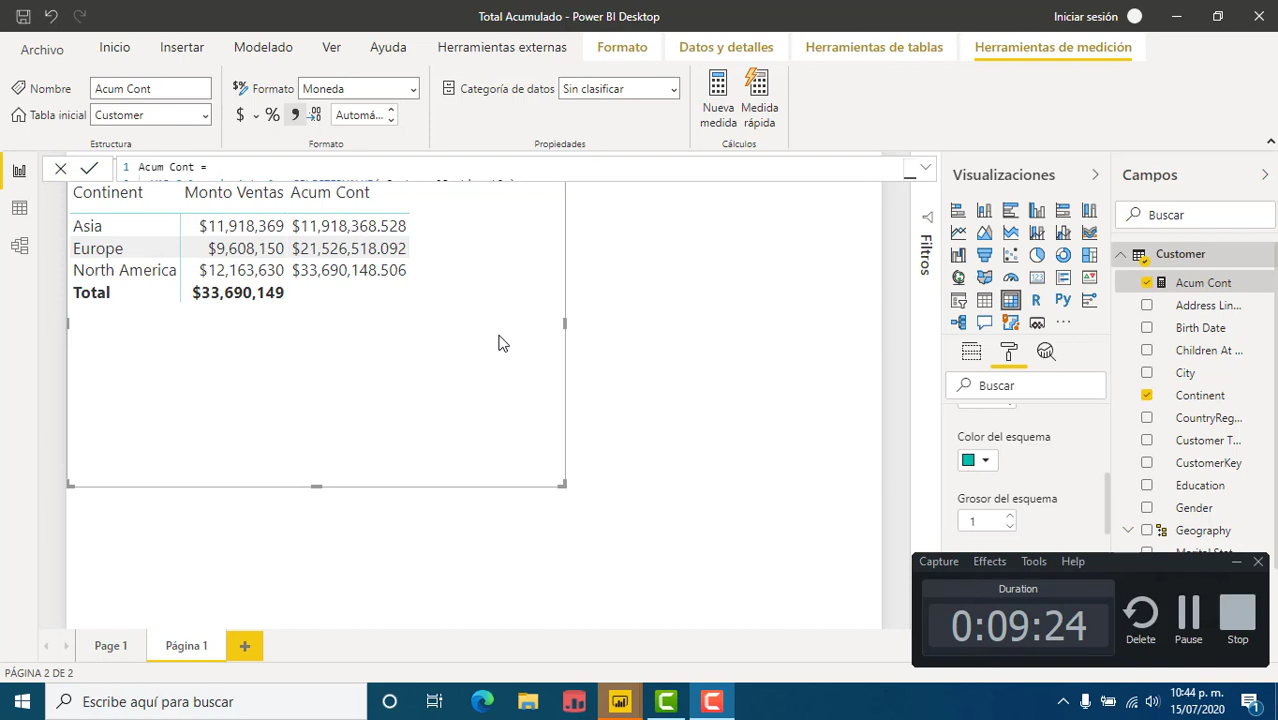 Total Acumulado - Power BI Desktop
Iniciar sesión
Archivo
Inicio
Insertar
Modelado
Ver
Ayuda
Herramientas externas
Formato
Datos y detalles
Herramientas de tablas
Herramientas de medición
Nombre
Acum Cont
Tabla inicial
Customer
Estructura
Formato
Moneda
$ % 9 .00
Automá...
Formato
Categoría de datos
Sin clasificar
Propiedades
Nueva medida
Medida rápida
Cálculos
1 Acum Cont =
Continent Monto Ventas Acum Cont
Asia $11,918,369 $11,918,368.528
Europe $9,608,150 $21,526,518.092
North America $12,163,630 $33,690,148.506
Total $33,690,149
Filtros
Visualizaciones
R Py
...
Buscar
Color del esquema
Grosor del esquema
1
Campos
Buscar
Customer
Acum Cont
Address Lin...
Birth Date
Children At ...
City
Continent
CountryReg...
Customer T...
CustomerKey
Education
Gender
Geography
Capture Effects Tools Help
Duration
0:09:24
Delete
Pause
Stop
Page 1
Página 1
PÁGINA 2 DE 2
Escribe aquí para buscar
10:44 p. m.
15/07/2020
1